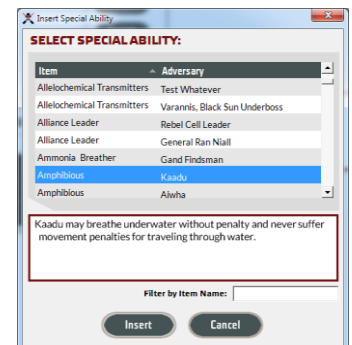 Insert Special Ability
SELECT SPECIAL ABILITY:
Item Adversary
Allelochemical Transmitters Test Whatever
Allelochemical Transmitters Varannis, Black Sun Underboss
Alliance Leader Rebel Cell Leader
Alliance Leader General Ran Niall
Ammonia Breather Gand Findsman
Amphibious Kaadu
Amphibious Aiwha
Kaadu may breathe underwater without penalty and never suffer
movement penalties for traveling through water.
Filter by Item Name:
Insert Cancel